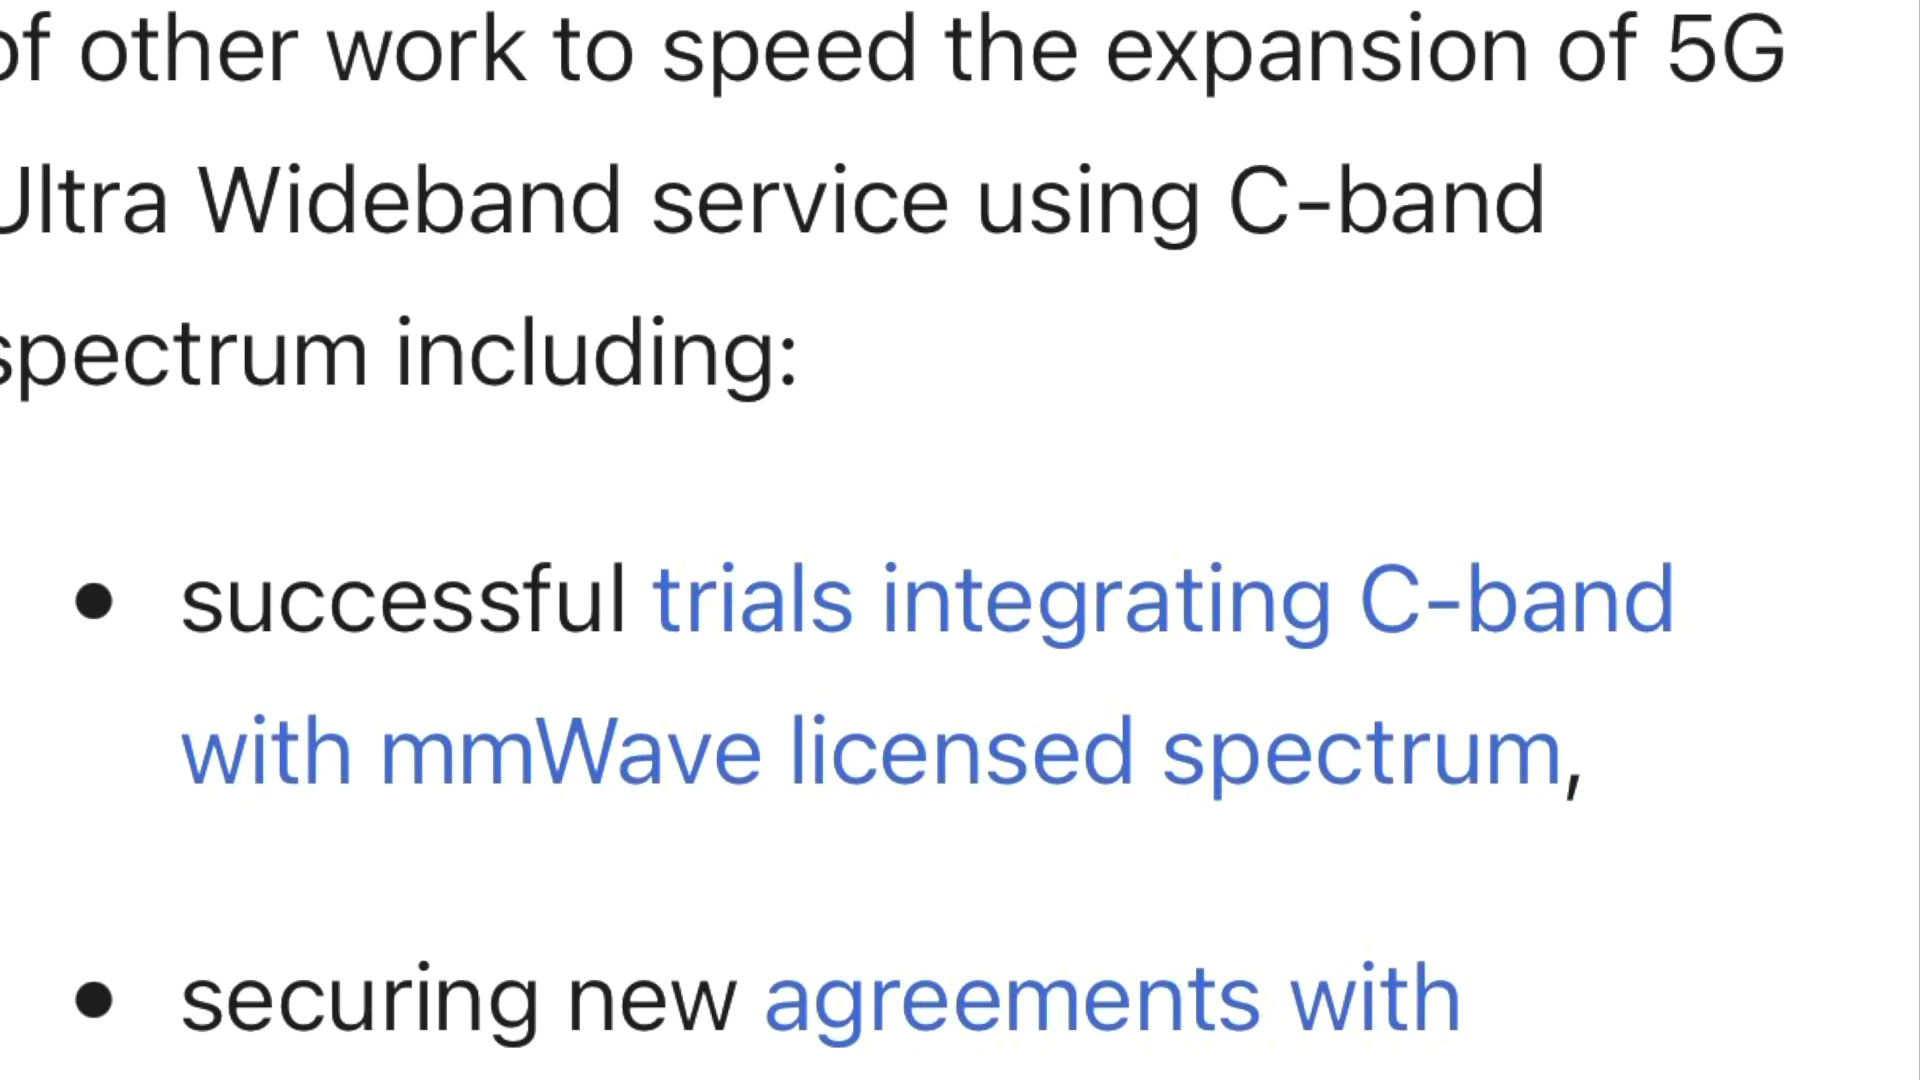 of other work to speed the expansion of 5G
Ultra Wideband service using C-band
spectrum including:
• successful trials integrating C-band
with mmWave licensed spectrum,
• securing new agreements with